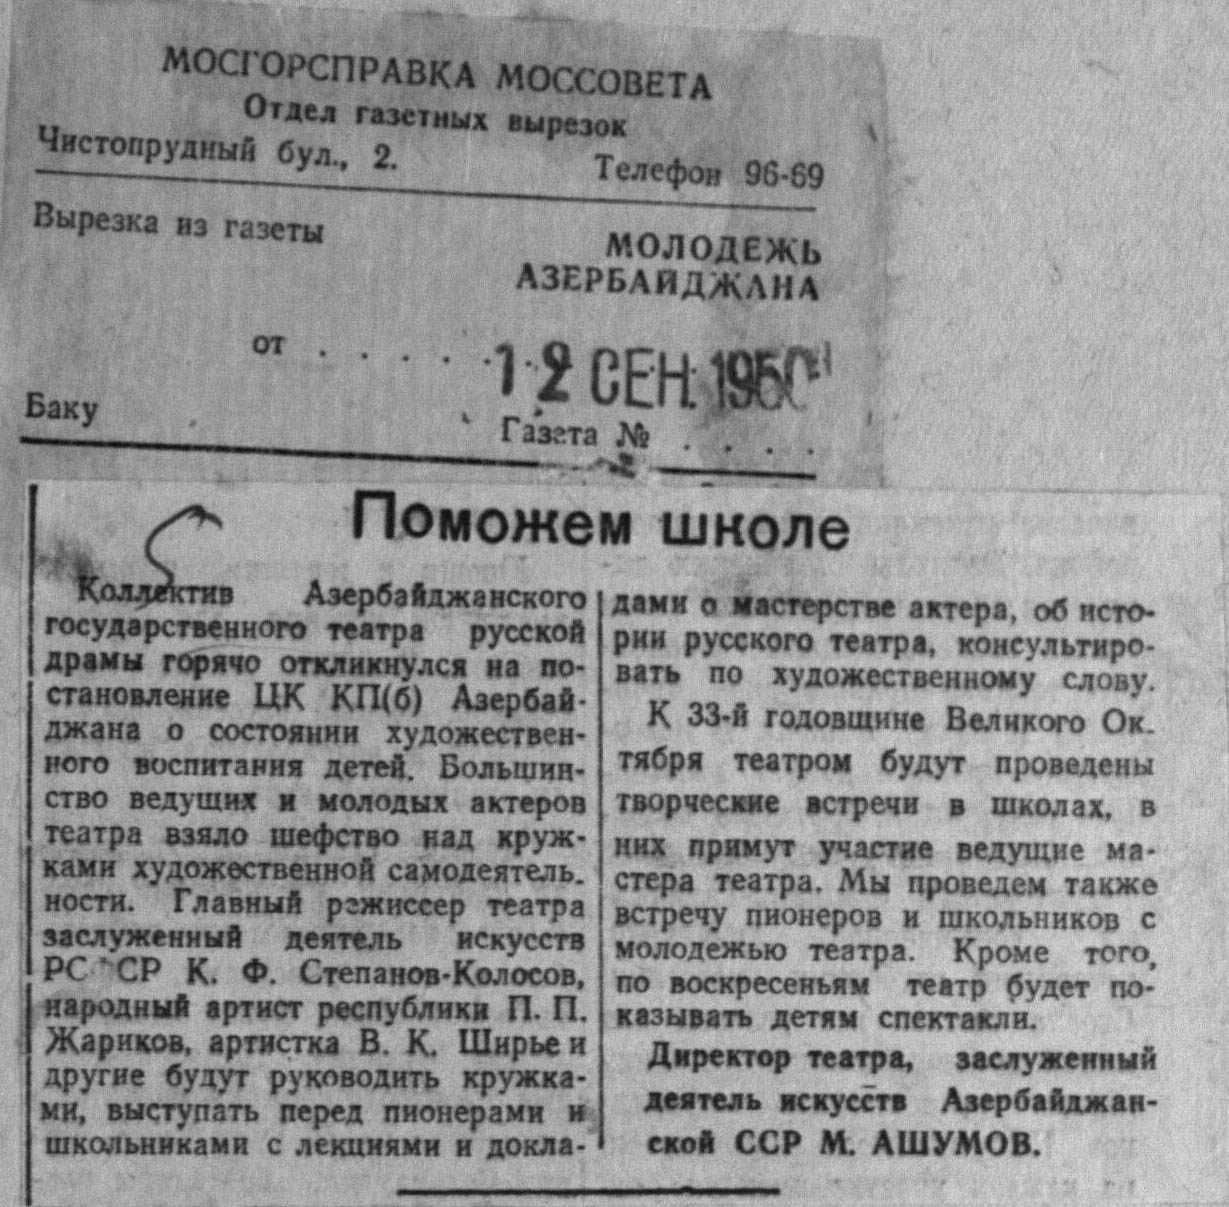 МОСГОРСПРАВКА МОССОВЕТА
Отдел газетных вырезок
Чистопрудный бул., 2. Телефон 96-69
Вырезка из газеты
МОЛОДЕЖЬ
АЗЕРБАЙДЖАНА
от . . . . . . 12 СЕН. 1950
Баку
Газета № . . . .
Поможем школе
Коллектив Азербайджанского
государственного театра русской
драмы горячо откликнулся на по-
становление ЦК КП(б) Азербай-
джана о состоянии художествен-
ного воспитания детей. Большин-
ство ведущих и молодых актеров
театра взяло шефство над круж-
ками художественной самодеятель-
ности. Главный режиссер театра
заслуженный деятель искусств
РСФСР К. Ф. Степанов-Колосов,
народный артист республики П. П.
Жариков, артистка В. К. Ширье и
другие будут руководить кружка-
ми, выступать перед пионерами и
школьниками с лекциями и докла-
дами о мастерстве актера, об исто-
рии русского театра, консультиро-
вать по художественному слову.
К 33-й годовщине Великого Ок-
тября театром будут проведены
творческие встречи в школах, в
них примут участие ведущие ма-
стера театра. Мы проведем также
встречу пионеров и школьников с
молодежью театра. Кроме того,
по воскресеньям театр будет по-
казывать детям спектакли.
Директор театра, заслуженный
деятель искусств Азербайджан-
ской ССР М. АШУМОВ.